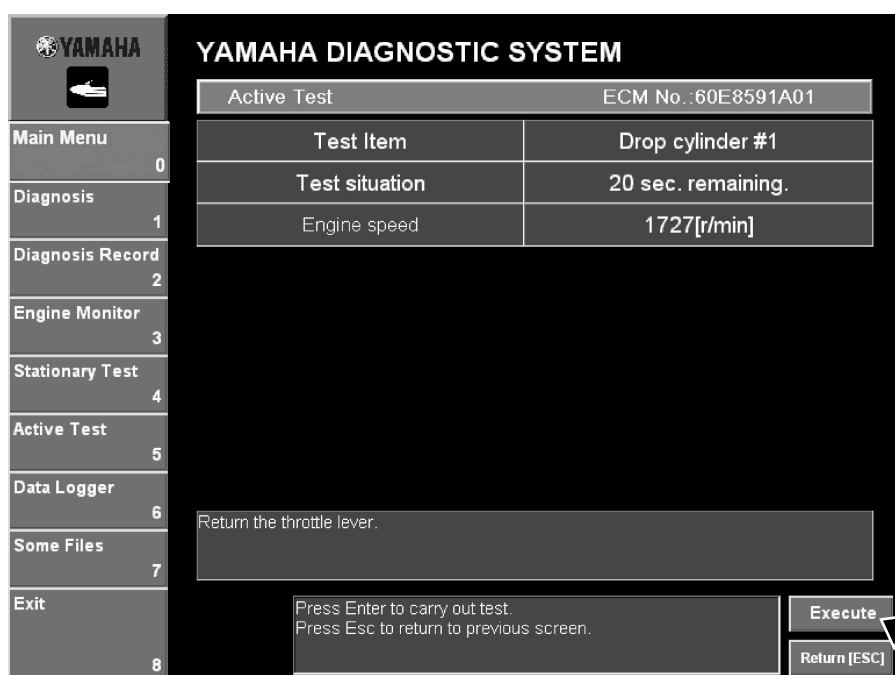 YAMAHA
YAMAHA DIAGNOSTIC SYSTEM
Active Test ECM No.:60E8591A01
Test Item Drop cylinder #1
Test situation 20 sec. remaining.
Engine speed 1727[r/min]
Main Menu
0
Diagnosis
1
Diagnosis Record
2
Engine Monitor
3
Stationary Test
4
Active Test
5
Data Logger
6
Some Files
7
Exit
8
Return the throttle lever.
Press Enter to carry out test.
Press Esc to return to previous screen.
Execute
Return [ESC]